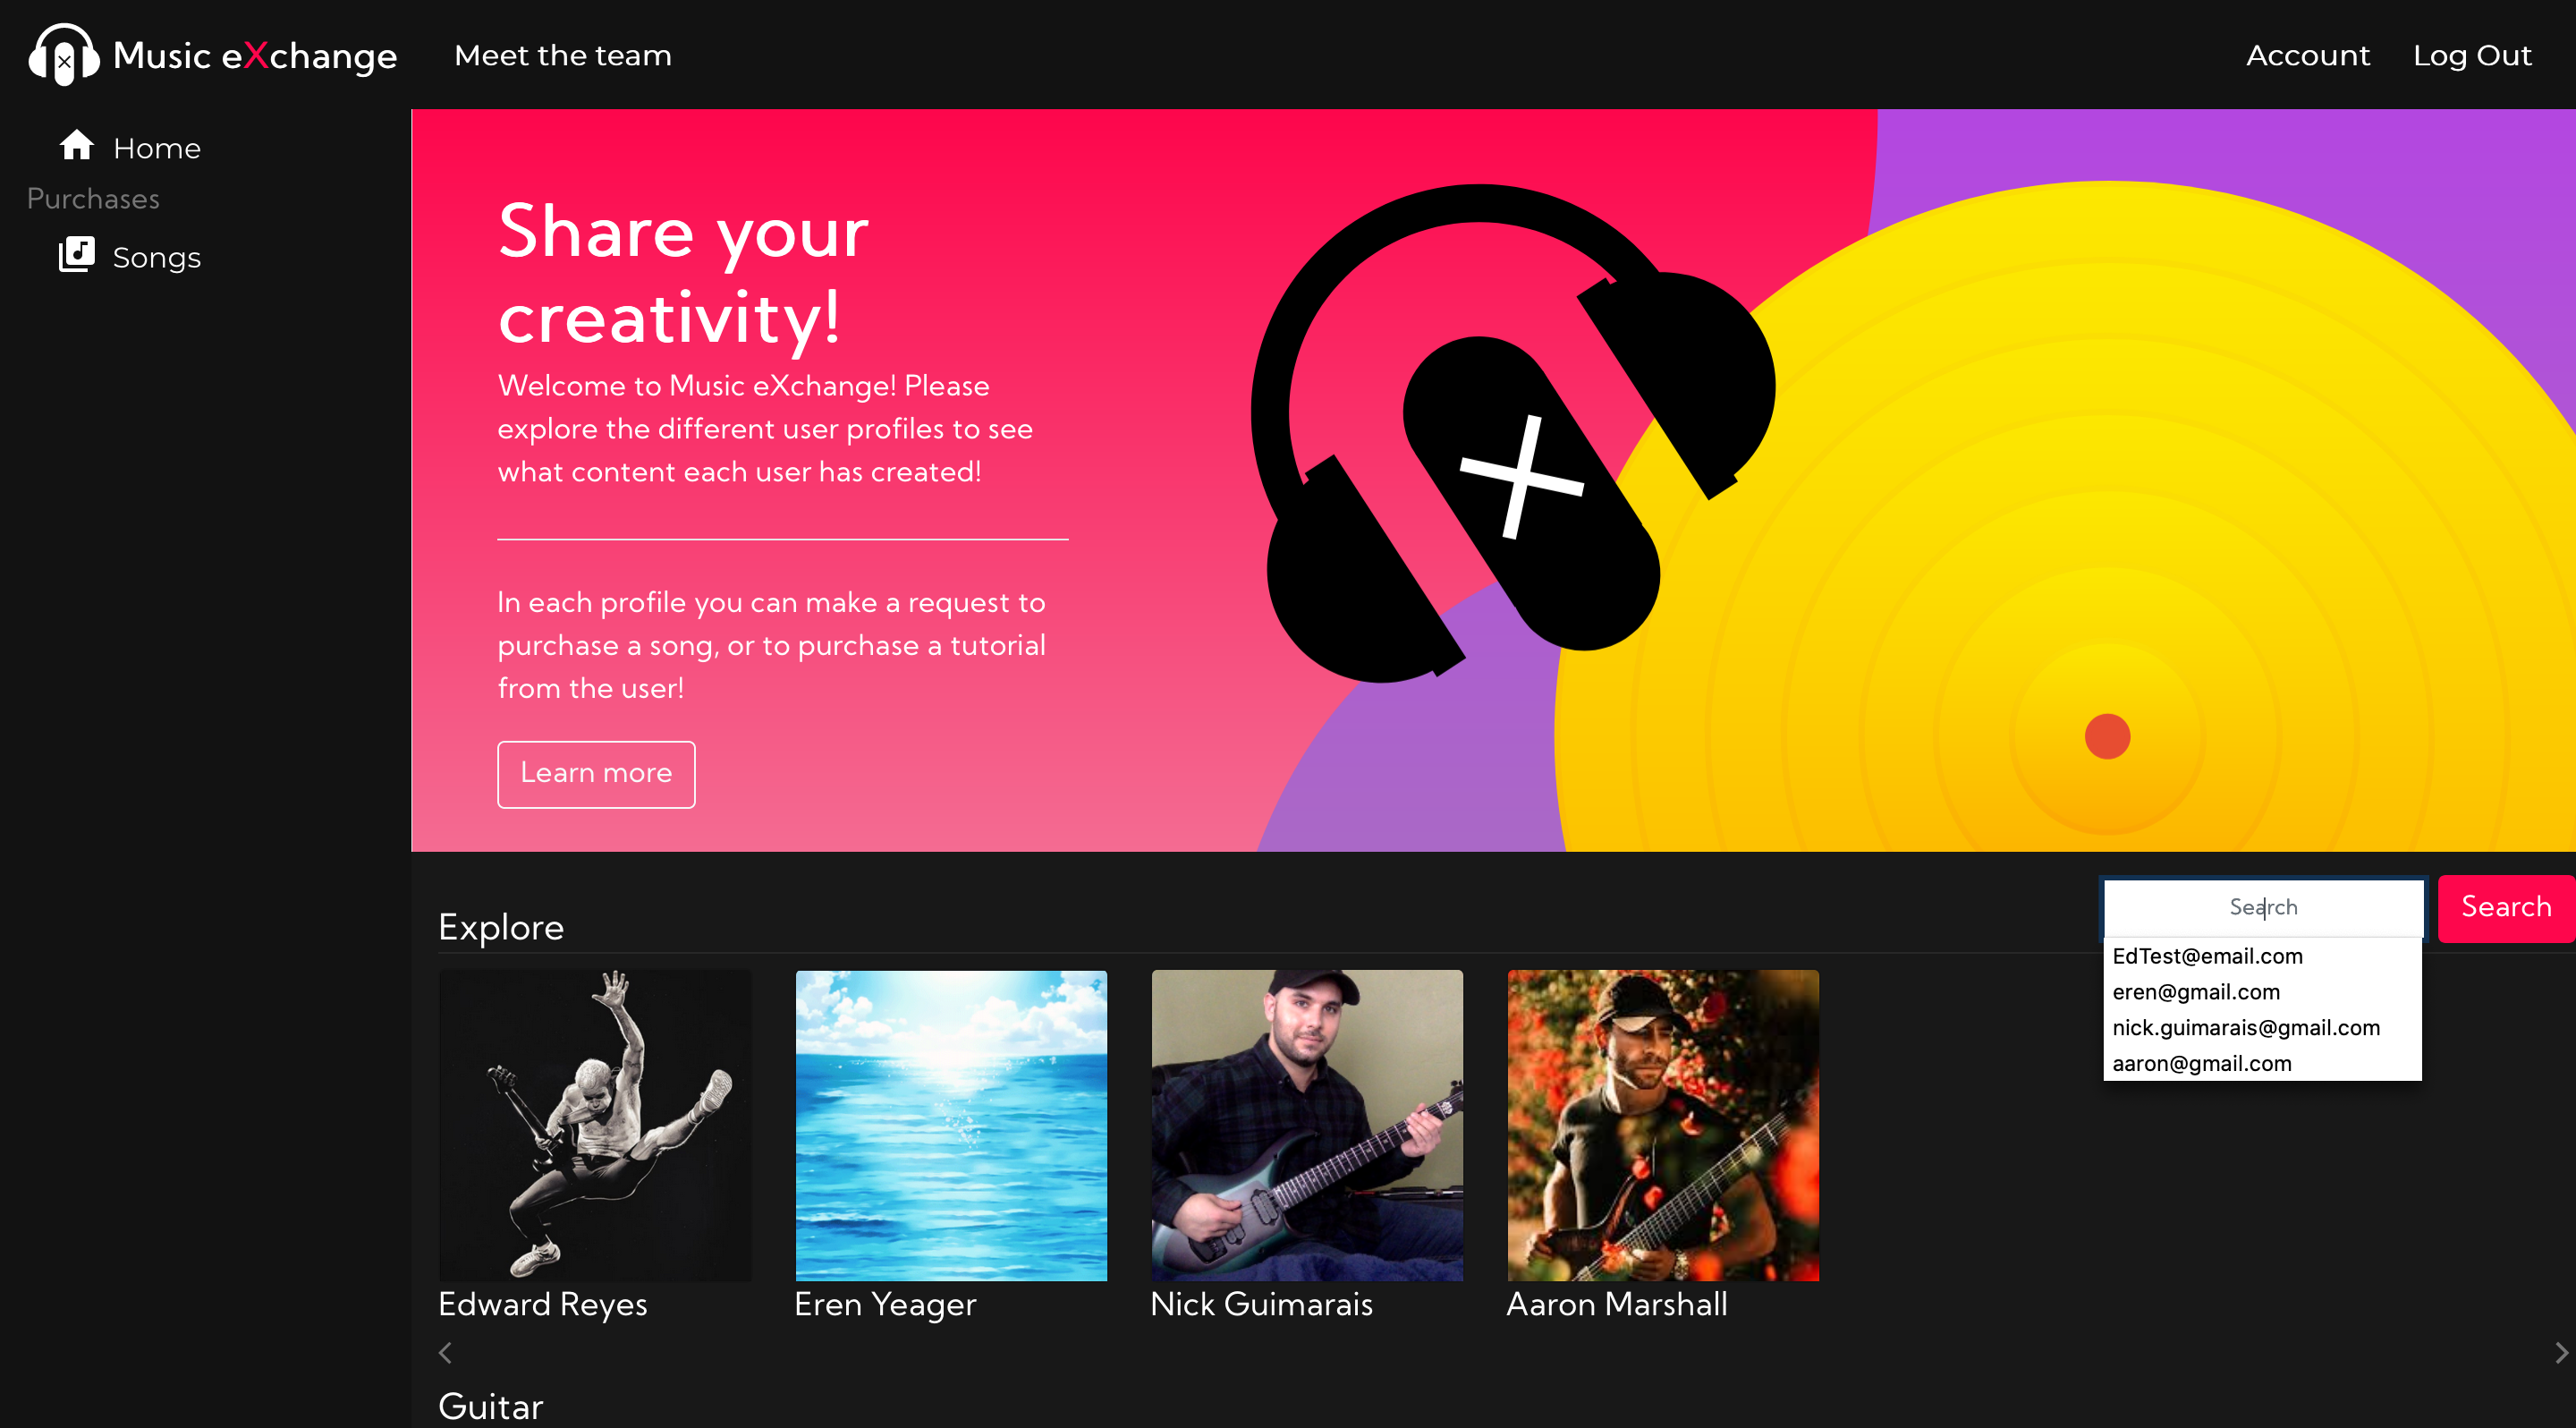 Music eXchange
Meet the team
Account
Log Out
Home
Purchases
Songs
Share your
creativity!
Welcome to Music eXchange! Please
explore the different user profiles to see
what content each user has created!
In each profile you can make a request to
purchase a song, or to purchase a tutorial
from the user!
Learn more
Explore
Search
Search
EdTest@email.com
eren@gmail.com
nick.guimarais@gmail.com
aaron@gmail.com
Edward Reyes
Eren Yeager
Nick Guimarais
Aaron Marshall
Guitar